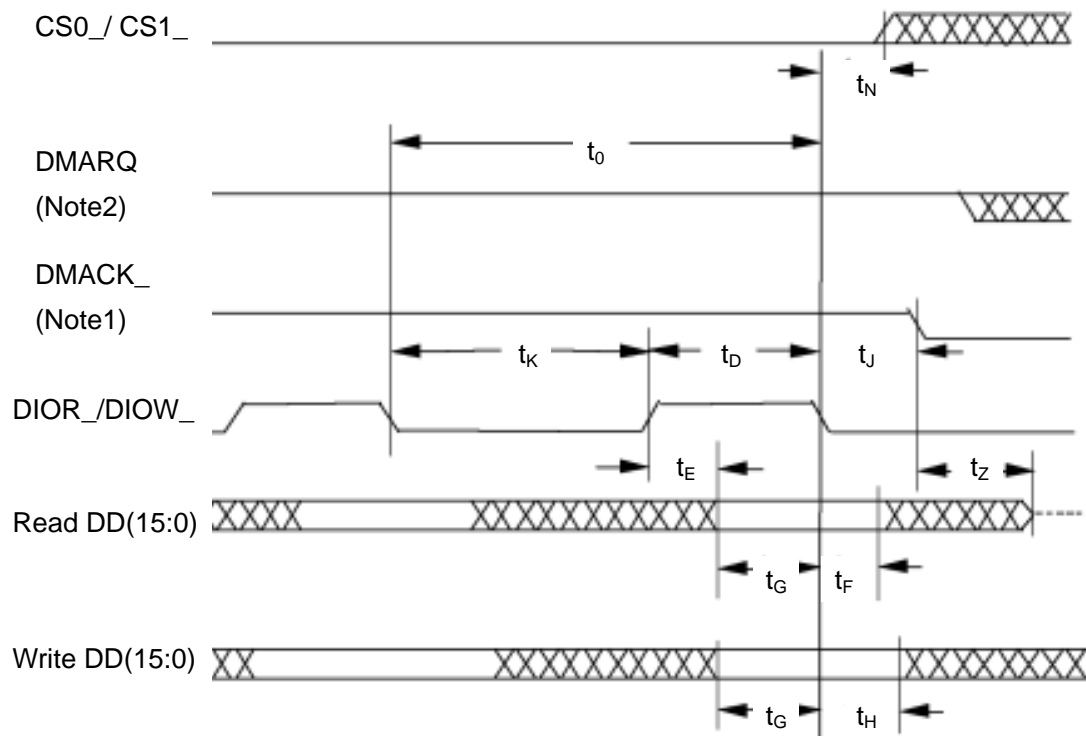 CS0_/ CS1_
tN
t0
DMARQ
(Note2)
DMACK_
(Note1)
tK
tD
tJ
DIOR_/DIOW_
tE
tZ
Read DD(15:0)
tG
tF
Write DD(15:0)
tG
tH